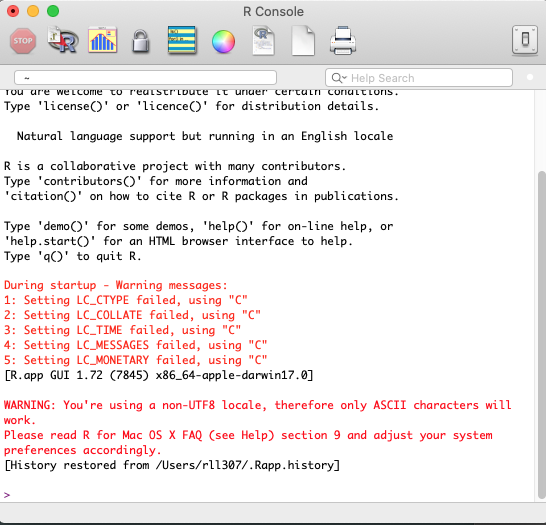 R Console
STOP
R
~
Help Search
You are welcome to redistribute it under certain conditions.
Type 'license()' or 'licence()' for distribution details.
Natural language support but running in an English locale
R is a collaborative project with many contributors.
Type 'contributors()' for more information and
'citation()' on how to cite R or R packages in publications.
Type 'demo()' for some demos, 'help()' for on-line help, or
'help.start()' for an HTML browser interface to help.
Type 'q()' to quit R.
During startup - Warning messages:
1: Setting LC_CTYPE failed, using "C"
2: Setting LC_COLLATE failed, using "C"
3: Setting LC_TIME failed, using "C"
4: Setting LC_MESSAGES failed, using "C"
5: Setting LC_MONETARY failed, using "C"
[R.app GUI 1.72 (7845) x86_64-apple-darwin17.0]
WARNING: You're using a non-UTF8 locale, therefore only ASCII characters will
work.
Please read R for Mac OS X FAQ (see Help) section 9 and adjust your system
preferences accordingly.
[History restored from /Users/rll307/.Rapp.history]
>